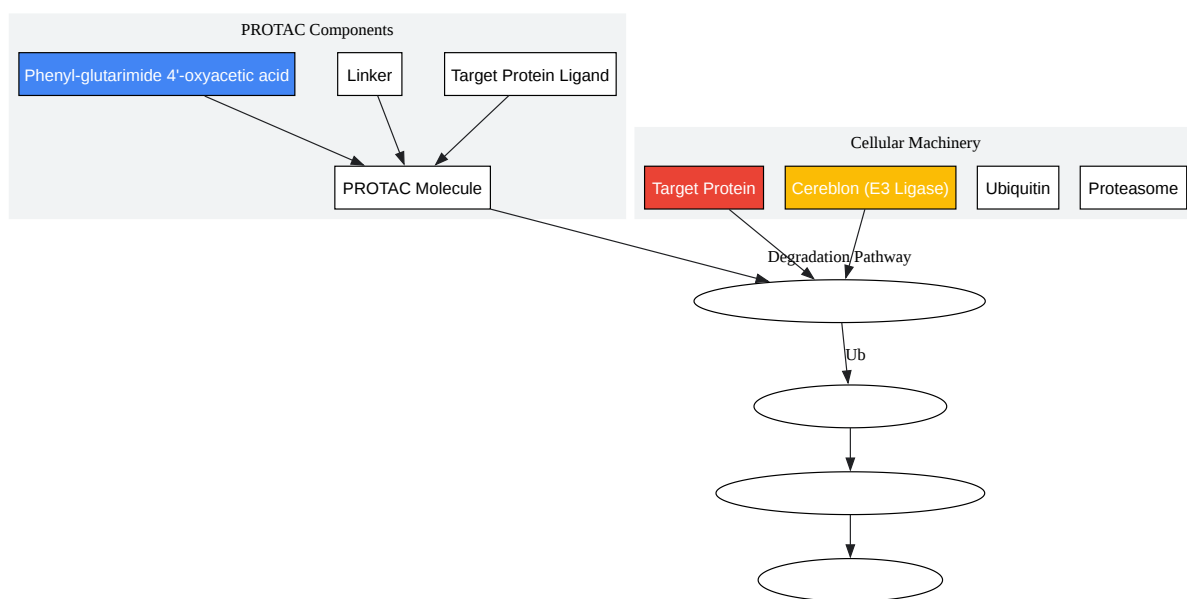 PROTAC Components
Phenyl-glutarimide 4'-oxyacetic acid
Linker
Target Protein Ligand
PROTAC Molecule
Cellular Machinery
Target Protein
Cereblon (E3 Ligase)
Ubiquitin
Proteasome
Degradation Pathway
Ub